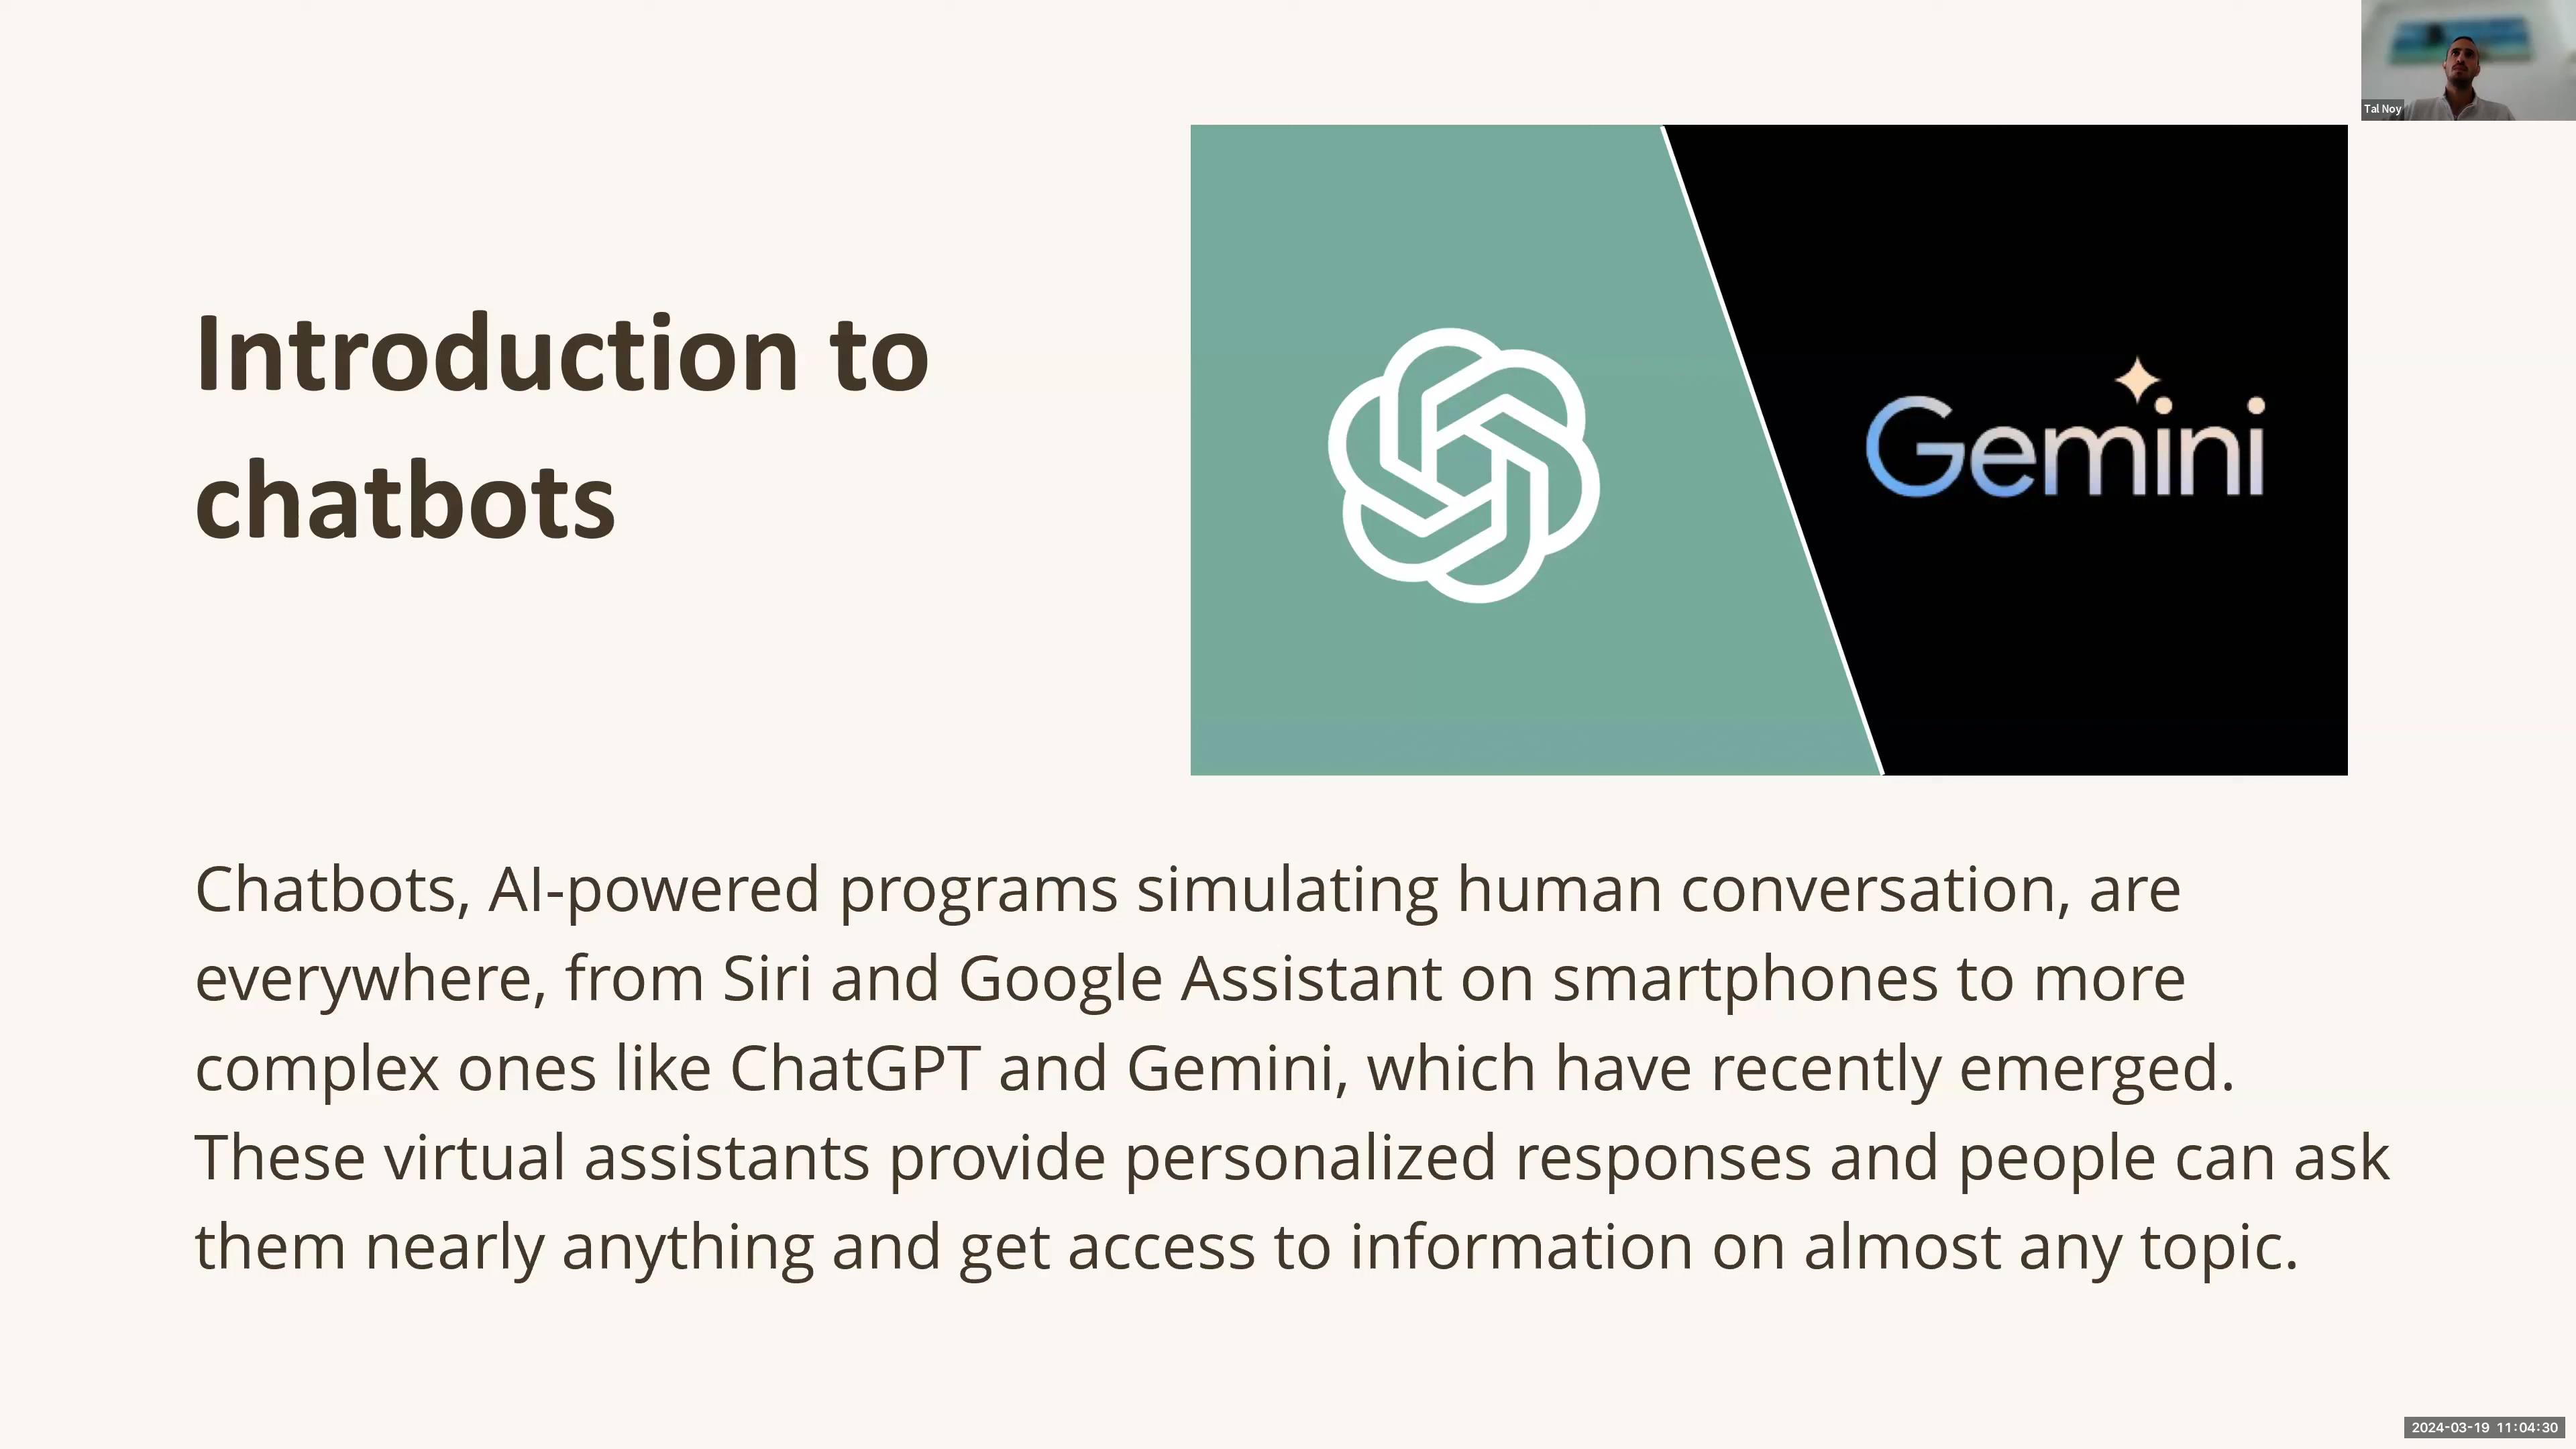 Tal Noy
Introduction to
chatbots
Gemini
Chatbots, AI-powered programs simulating human conversation, are
everywhere, from Siri and Google Assistant on smartphones to more
complex ones like ChatGPT and Gemini, which have recently emerged.
These virtual assistants provide personalized responses and people can ask
them nearly anything and get access to information on almost any topic.
2024-03-19 11:04:30